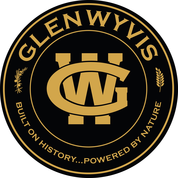 GLENWYVIS
GW
BUILT ON HISTORY...POWERED BY NATURE